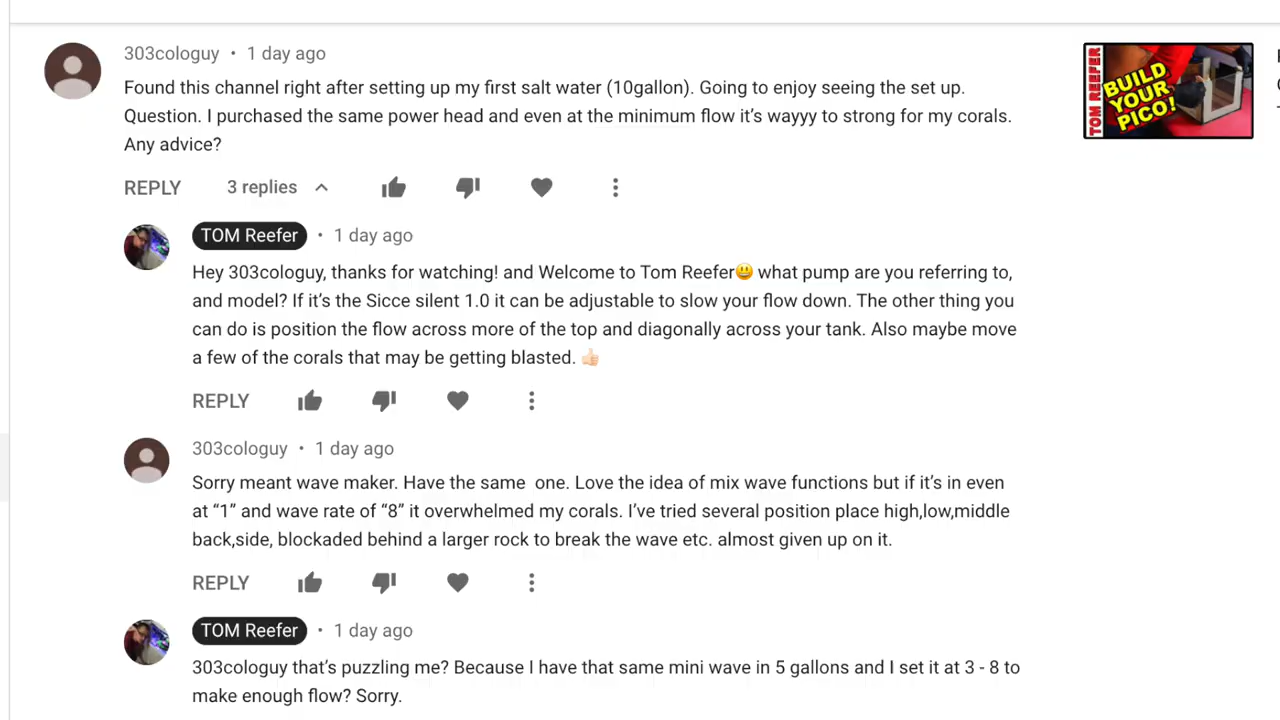 303cologuy • 1 day ago
Found this channel right after setting up my first salt water (10gallon). Going to enjoy seeing the set up.
Question. I purchased the same power head and even at the minimum flow it's wayyy to strong for my corals.
Any advice?
REPLY 3 replies
TOM REEFER
BUILD
YOUR
PICO!
TOM Reefer • 1 day ago
Hey 303cologuy, thanks for watching! and Welcome to Tom Reefer😃 what pump are you referring to,
and model? If it's the Sicce silent 1.0 it can be adjustable to slow your flow down. The other thing you
can do is position the flow across more of the top and diagonally across your tank. Also maybe move
a few of the corals that may be getting blasted. 👍🏻
REPLY
303cologuy • 1 day ago
Sorry meant wave maker. Have the same one. Love the idea of mix wave functions but if it's in even
at “1” and wave rate of “8” it overwhelmed my corals. I've tried several position place high,low,middle
back,side, blockaded behind a larger rock to break the wave etc. almost given up on it.
REPLY
TOM Reefer • 1 day ago
303cologuy that's puzzling me? Because I have that same mini wave in 5 gallons and I set it at 3 - 8 to
make enough flow? Sorry.